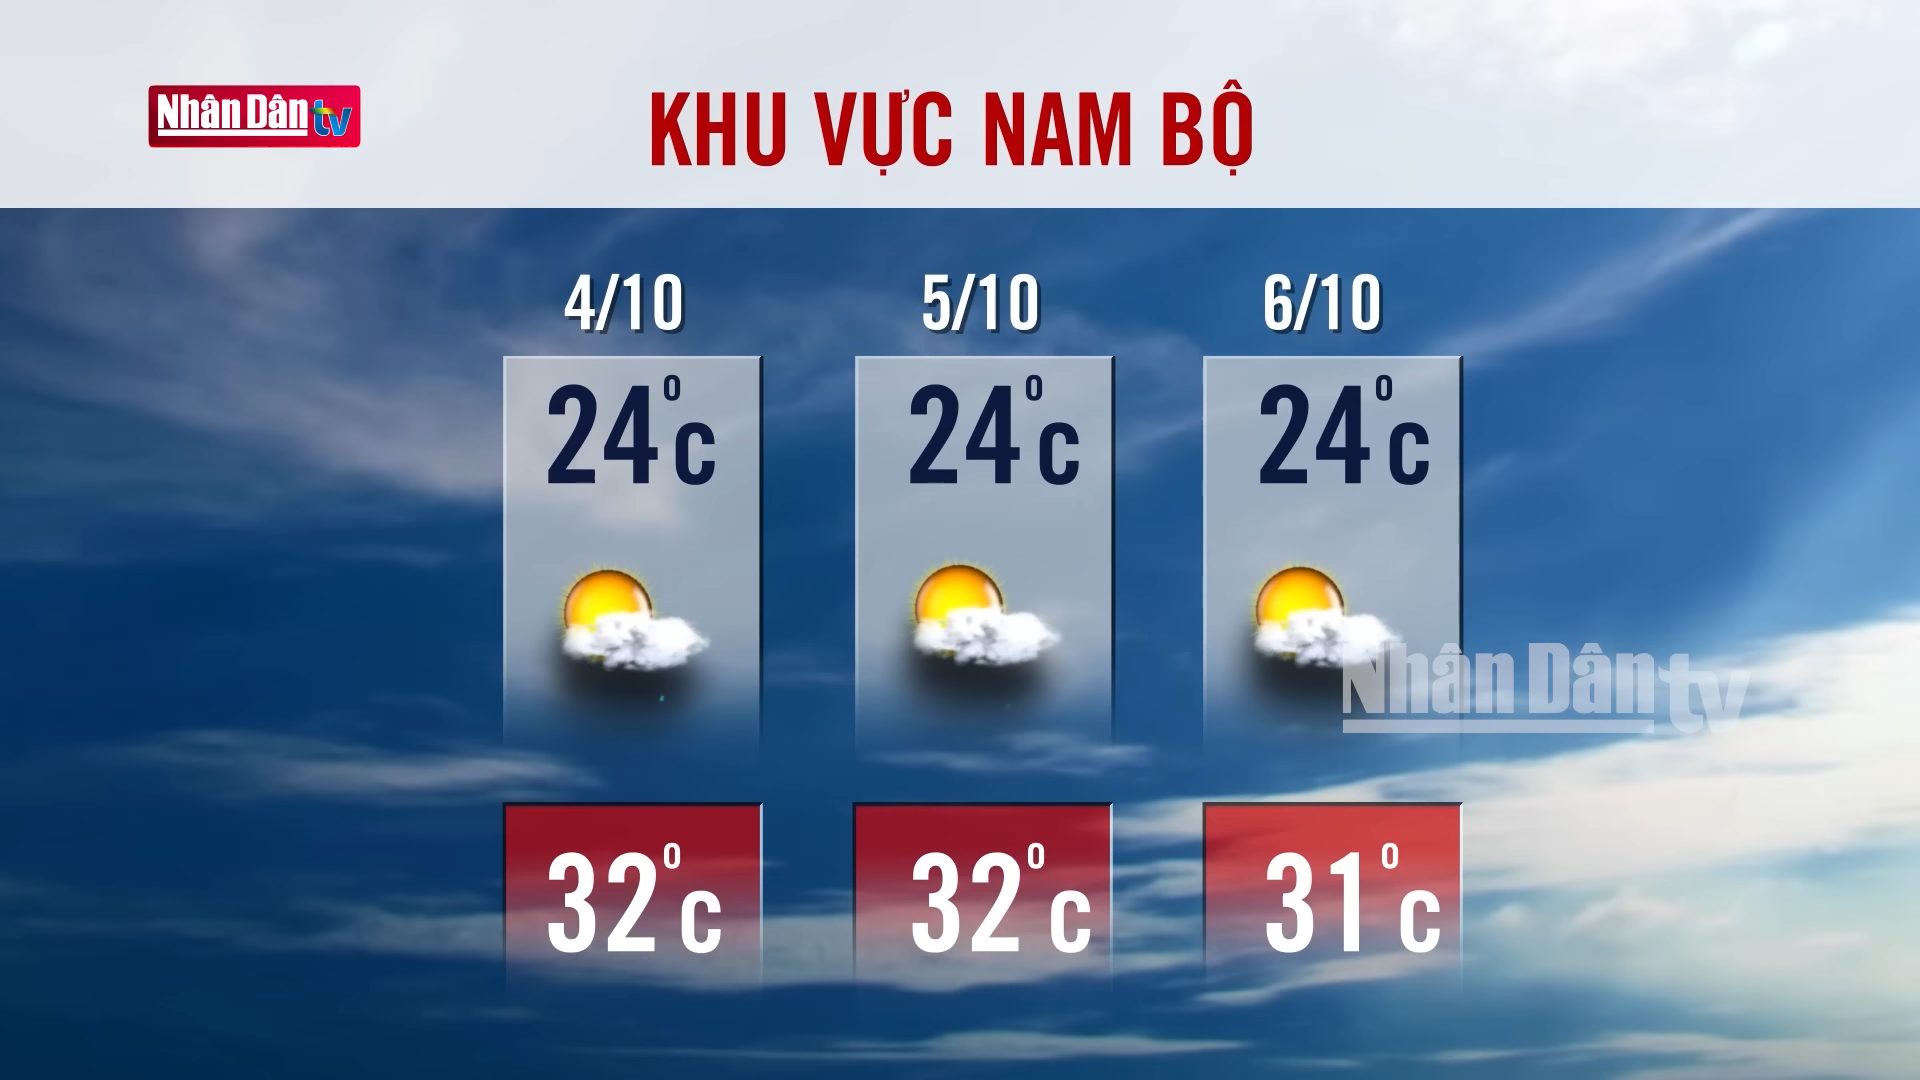 Nhân Dân tv
KHU VỰC NAM BỘ
4/10 5/10 6/10
24°C 24°C 24°C
Nhân Dân tv
32°C 32°C 31°C